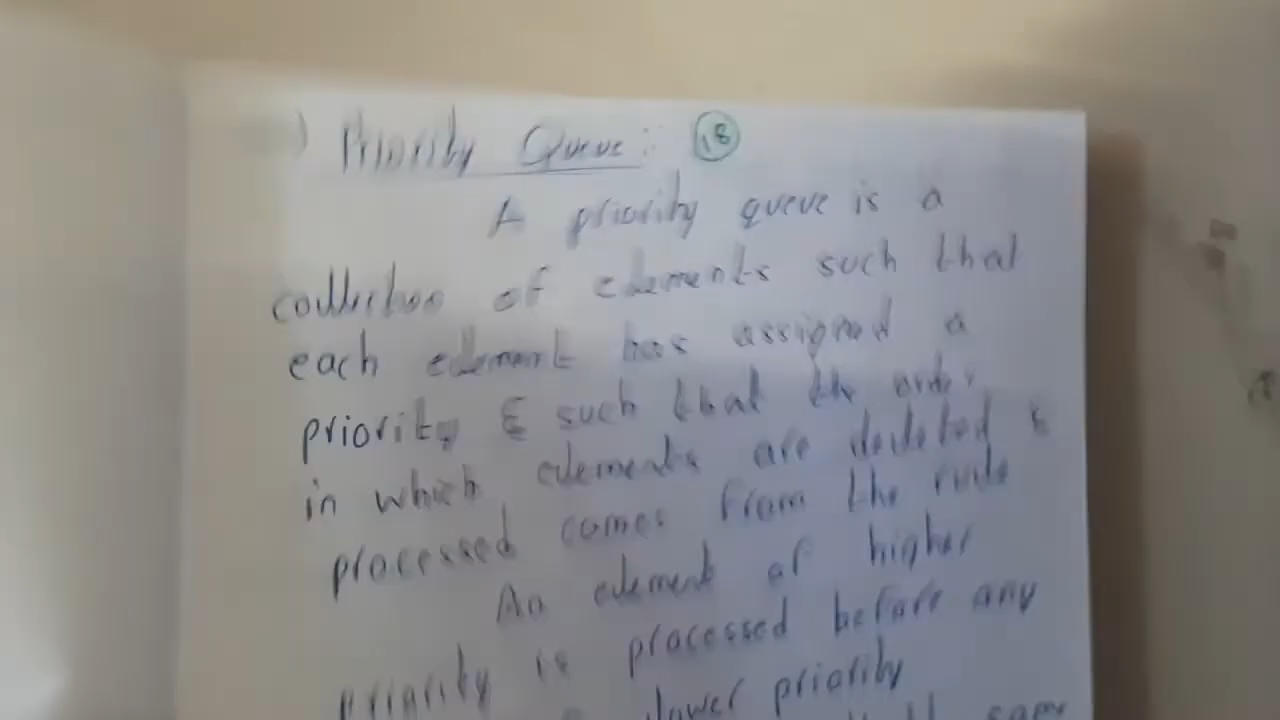 ) Priority Queue : 18
A priority queue is a
collection of elements such that
each element has assigned a
priority & such that the order
in which elements are deleted &
processed comes from the rule
An element of higher
priority is processed before any
lower priority
same